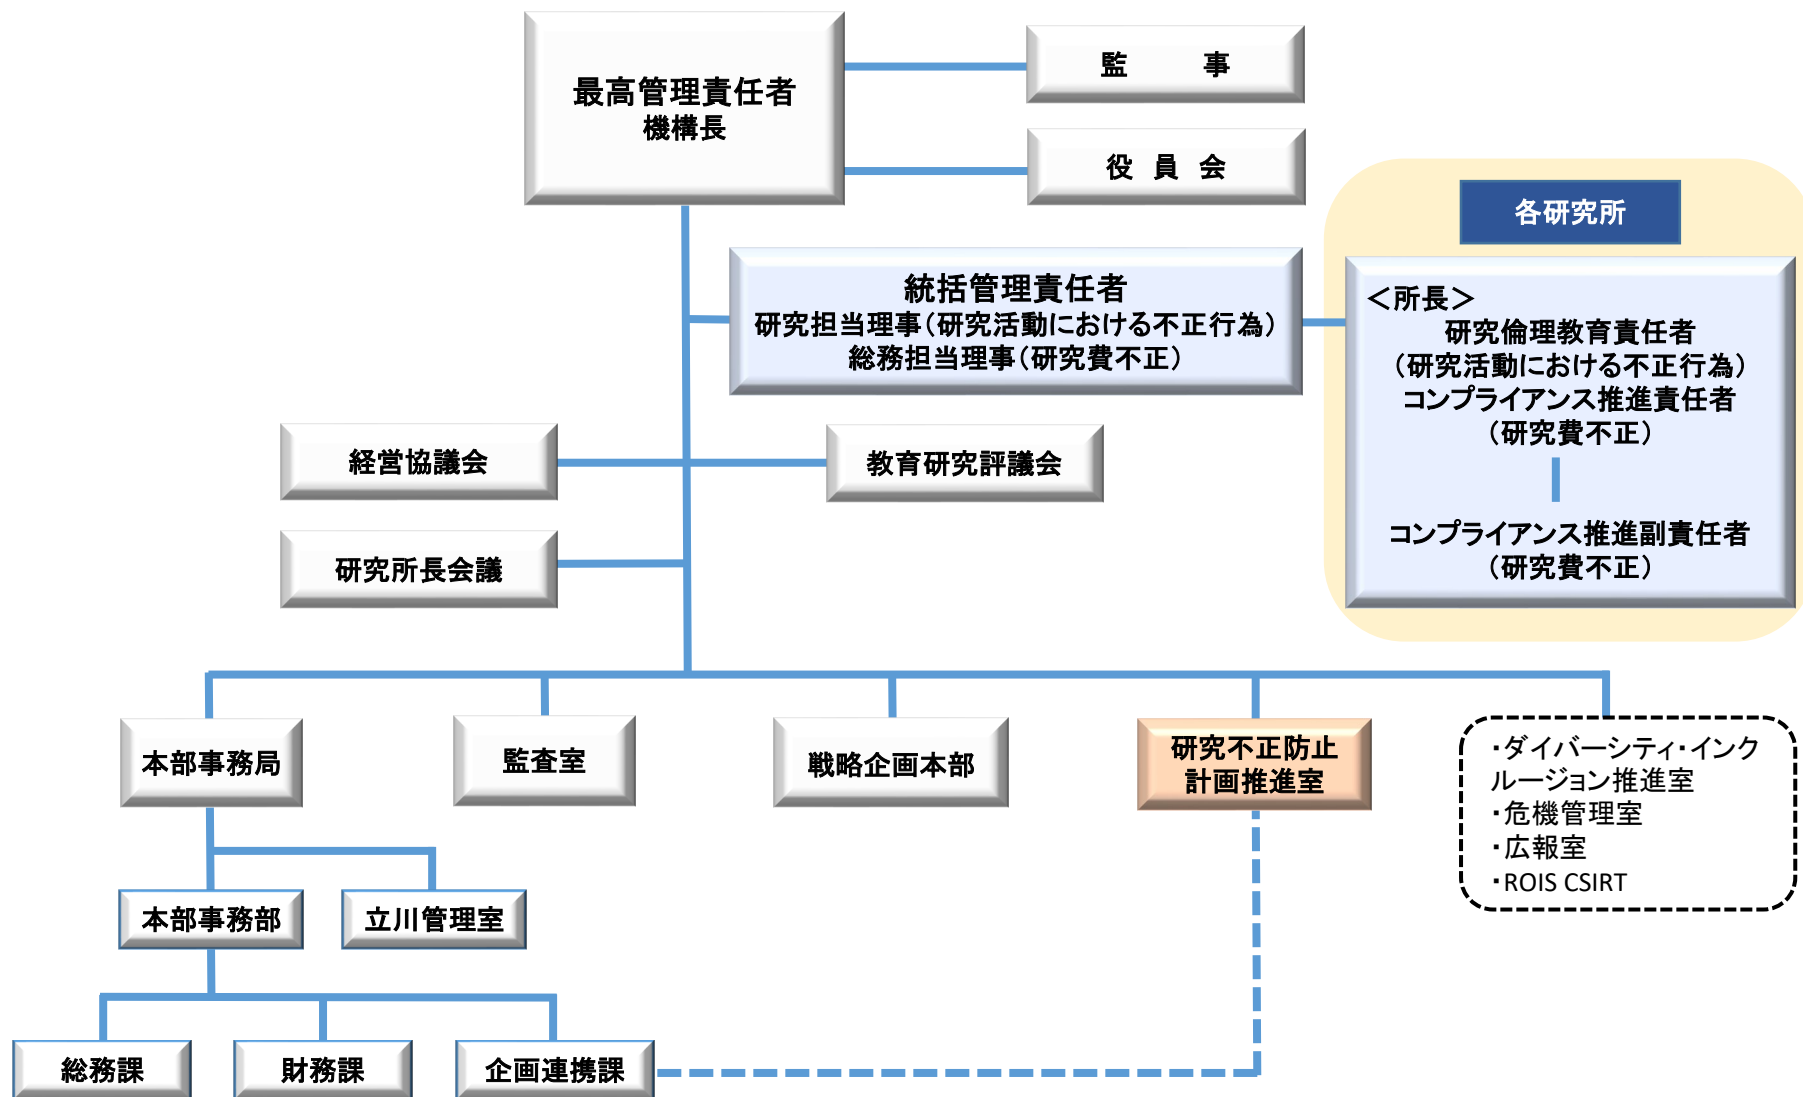 最高管理責任者
機構長
監　事
役 員 会
各研究所
統括管理責任者
研究担当理事(研究活動における不正行為)
総務担当理事(研究費不正)
<所長>
研究倫理教育責任者
(研究活動における不正行為)
コンプライアンス推進責任者
(研究費不正)
コンプライアンス推進副責任者
(研究費不正)
経営協議会
教育研究評議会
研究所長会議
本部事務局
監査室
戦略企画本部
研究不正防止
計画推進室
・ダイバーシティ・インク
ルージョン推進室
・危機管理室
・広報室
・ROIS CSIRT
本部事務部
立川管理室
総務課
財務課
企画連携課